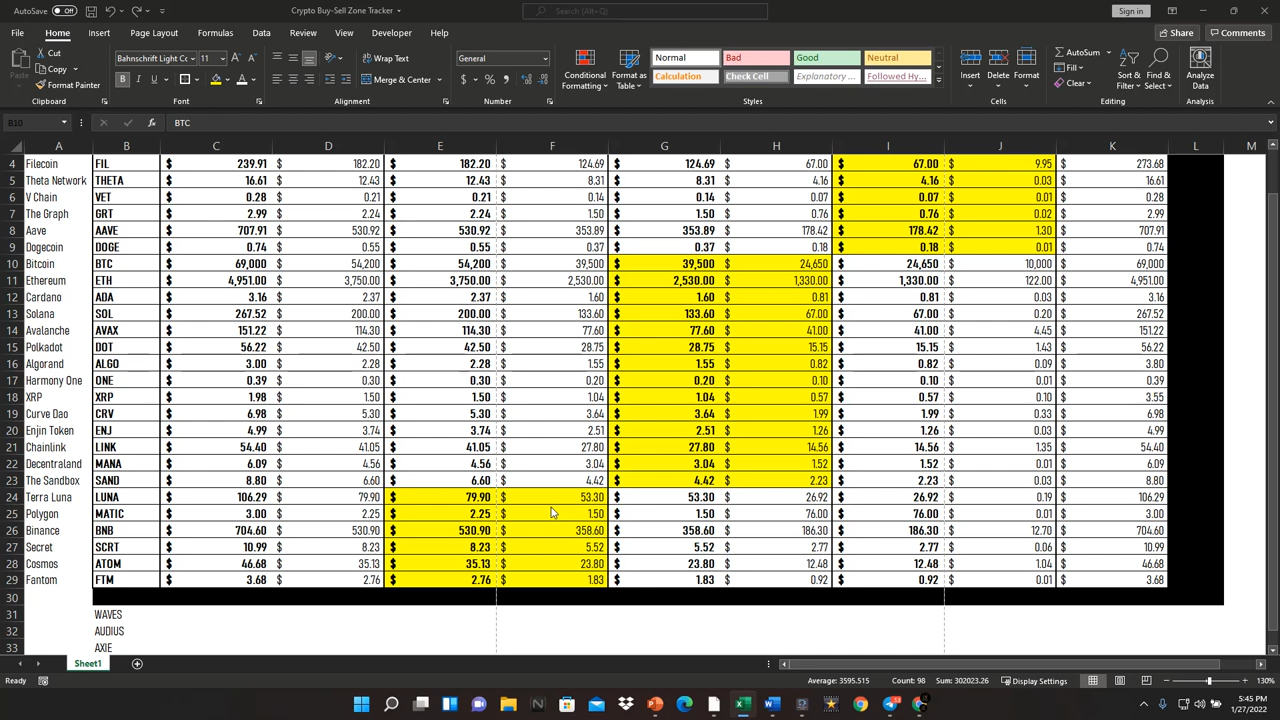 AutoSave Off Crypto Buy-Sell Zone Tracker Search (Alt+Q) Sign in
File Home Insert Page Layout Formulas Data Review View Developer Help Share Comments
Paste Cut Copy Format Painter Clipboard
Bahnschrift Light Cc 11 B I U Font
Wrap Text Merge & Center Alignment
General $ % Number
Conditional Formatting Format as Table Normal Bad Good Neutral Calculation Check Cell Explanatory ... Followed Hy... Styles
Insert Delete Format Cells
AutoSum Fill Clear Sort & Filter Find & Select Editing
Analyze Data Analysis
B10 fx BTC
A B C D E F G H I J K L M
4 Filecoin FIL $ 239.91 $ 182.20 $ 182.20 $ 124.69 $ 124.69 $ 67.00 $ 67.00 $ 9.95 $ 273.68
5 Theta Network THETA $ 16.61 $ 12.43 $ 12.43 $ 8.31 $ 8.31 $ 4.16 $ 4.16 $ 0.03 $ 16.61
6 V Chain VET $ 0.28 $ 0.21 $ 0.21 $ 0.14 $ 0.14 $ 0.07 $ 0.07 $ 0.01 $ 0.28
7 The Graph GRT $ 2.99 $ 2.24 $ 2.24 $ 1.50 $ 1.50 $ 0.76 $ 0.76 $ 0.02 $ 2.99
8 Aave AAVE $ 707.91 $ 530.92 $ 530.92 $ 353.89 $ 353.89 $ 178.42 $ 178.42 $ 1.30 $ 707.91
9 Dogecoin DOGE $ 0.74 $ 0.55 $ 0.55 $ 0.37 $ 0.37 $ 0.18 $ 0.18 $ 0.01 $ 0.74
10 Bitcoin BTC $ 69,000 $ 54,200 $ 54,200 $ 39,500 $ 39,500 $ 24,650 $ 24,650 $ 10,000 $ 69,000
11 Ethereum ETH $ 4,951.00 $ 3,750.00 $ 3,750.00 $ 2,530.00 $ 2,530.00 $ 1,330.00 $ 1,330.00 $ 122.00 $ 4,951.00
12 Cardano ADA $ 3.16 $ 2.37 $ 2.37 $ 1.60 $ 1.60 $ 0.81 $ 0.81 $ 0.03 $ 3.16
13 Solana SOL $ 267.52 $ 200.00 $ 200.00 $ 133.60 $ 133.60 $ 67.00 $ 67.00 $ 0.20 $ 267.52
14 Avalanche AVAX $ 151.22 $ 114.30 $ 114.30 $ 77.60 $ 77.60 $ 41.00 $ 41.00 $ 4.45 $ 151.22
15 Polkadot DOT $ 56.22 $ 42.50 $ 42.50 $ 28.75 $ 28.75 $ 15.15 $ 15.15 $ 1.43 $ 56.22
16 Algorand ALGO $ 3.00 $ 2.28 $ 2.28 $ 1.55 $ 1.55 $ 0.82 $ 0.82 $ 0.09 $ 3.80
17 Harmony One ONE $ 0.39 $ 0.30 $ 0.30 $ 0.20 $ 0.20 $ 0.10 $ 0.10 $ 0.01 $ 0.39
18 XRP XRP $ 1.98 $ 1.50 $ 1.50 $ 1.04 $ 1.04 $ 0.57 $ 0.57 $ 0.10 $ 3.55
19 Curve Dao CRV $ 6.98 $ 5.30 $ 5.30 $ 3.64 $ 3.64 $ 1.99 $ 1.99 $ 0.33 $ 6.98
20 Enjin Token ENJ $ 4.99 $ 3.74 $ 3.74 $ 2.51 $ 2.51 $ 1.26 $ 1.26 $ 0.03 $ 4.99
21 Chainlink LINK $ 54.40 $ 41.05 $ 41.05 $ 27.80 $ 27.80 $ 14.56 $ 14.56 $ 1.35 $ 54.40
22 Decentraland MANA $ 6.09 $ 4.56 $ 4.56 $ 3.04 $ 3.04 $ 1.52 $ 1.52 $ 0.01 $ 6.09
23 The Sandbox SAND $ 8.80 $ 6.60 $ 6.60 $ 4.42 $ 4.42 $ 2.23 $ 2.23 $ 0.03 $ 8.80
24 Terra Luna LUNA $ 106.29 $ 79.90 $ 79.90 $ 53.30 $ 53.30 $ 26.92 $ 26.92 $ 0.19 $ 106.29
25 Polygon MATIC $ 3.00 $ 2.25 $ 2.25 $ 1.50 $ 1.50 $ 76.00 $ 76.00 $ 0.01 $ 3.00
26 Binance BNB $ 704.60 $ 530.90 $ 530.90 $ 358.60 $ 358.60 $ 186.30 $ 186.30 $ 12.70 $ 704.60
27 Secret SCRT $ 10.99 $ 8.23 $ 8.23 $ 5.52 $ 5.52 $ 2.77 $ 2.77 $ 0.06 $ 10.99
28 Cosmos ATOM $ 46.68 $ 35.13 $ 35.13 $ 23.80 $ 23.80 $ 12.48 $ 12.48 $ 1.04 $ 46.68
29 Fantom FTM $ 3.68 $ 2.76 $ 2.76 $ 1.83 $ 1.83 $ 0.92 $ 0.92 $ 0.01 $ 3.68
30
31 WAVES
32 AUDIUS
33 AXIE
Sheet1
Ready Average: 3595.515 Count: 98 Sum: 302023.26 Display Settings 130%
5:45 PM
1/27/2022